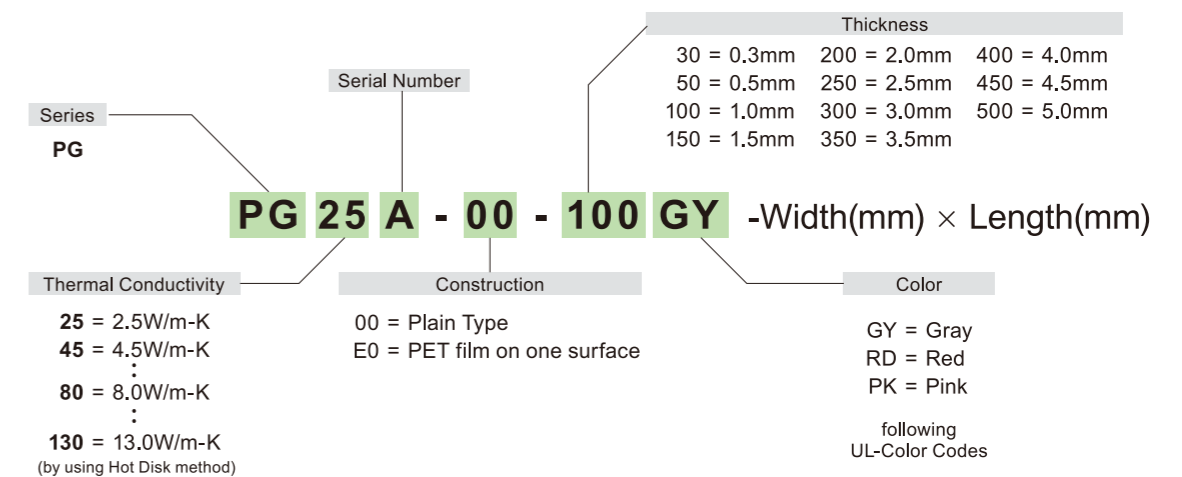 Thickness
30 = 0.3mm 200 = 2.0mm 400 = 4.0mm
50 = 0.5mm 250 = 2.5mm 450 = 4.5mm
100 = 1.0mm 300 = 3.0mm 500 = 5.0mm
150 = 1.5mm 350 = 3.5mm
Serial Number
Series
PG
PG 25 A - 00 - 100 GY -Width(mm) × Length(mm)
Thermal Conductivity
25 = 2.5W/m-K
45 = 4.5W/m-K
:
80 = 8.0W/m-K
:
130 = 13.0W/m-K
(by using Hot Disk method)
Construction
00 = Plain Type
E0 = PET film on one surface
Color
GY = Gray
RD = Red
PK = Pink
following
UL-Color Codes